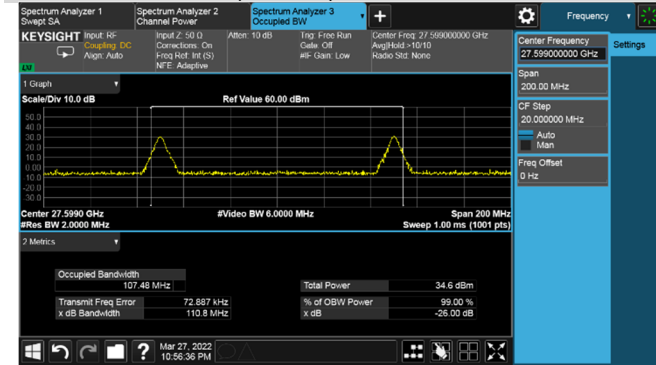 Spectrum Analyzer 1
Swept SA
Spectrum Analyzer 2
Channel Power
Spectrum Analyzer 3
Occupied BW
KEYSIGHT
Input: RF
Coupling: DC
Align: Auto
Input Z: 50 Ω
Corrections: On
Freq Ref: Int (S)
NFE: Adaptive
Atten: 10 dB
Trig: Free Run
Gate: Off
#IF Gain: Low
Center Freq: 27.599000000 GHz
Avg|Hold:>10/10
Radio Std: None
1 Graph
Scale/Div 10.0 dB
Ref Value 60.00 dBm
50.0
40.0
30.0
20.0
10.0
0.00
-10.0
-20.0
-30.0
Center 27.5990 GHz
#Video BW 6.0000 MHz
Span 200 MHz
#Res BW 2.0000 MHz
Sweep 1.00 ms (1001 pts)
2 Metrics
Occupied Bandwidth
107.48 MHz
Total Power 34.6 dBm
Transmit Freq Error 72.887 kHz
% of OBW Power 99.00 %
x dB Bandwidth 110.8 MHz
x dB -26.00 dB
Mar 27, 2022
10:56:36 PM
Frequency
Settings
Center Frequency
27.599000000 GHz
Span
200.00 MHz
CF Step
20.000000 MHz
Auto
Man
Freq Offset
0 Hz